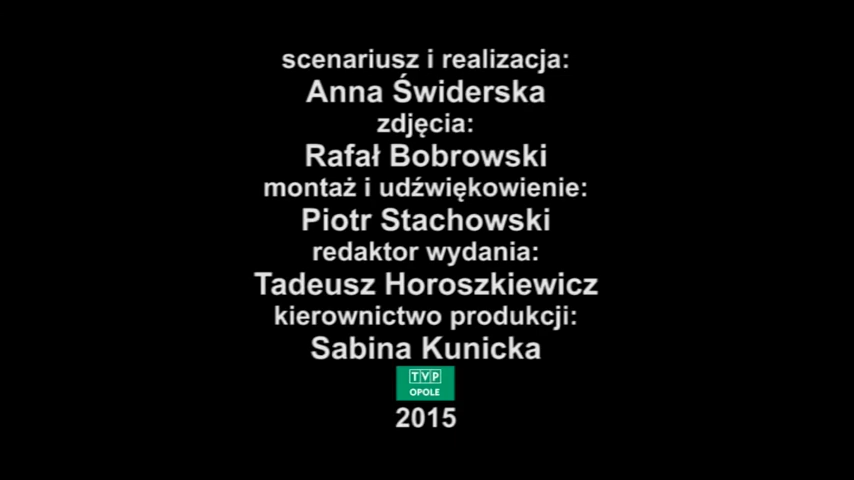 scenariusz i realizacja:
Anna Świderska
zdjęcia:
Rafał Bobrowski
montaż i udźwiękowienie:
Piotr Stachowski
redaktor wydania:
Tadeusz Horoszkiewicz
kierownictwo produkcji:
Sabina Kunicka
TVP
OPOLE
2015